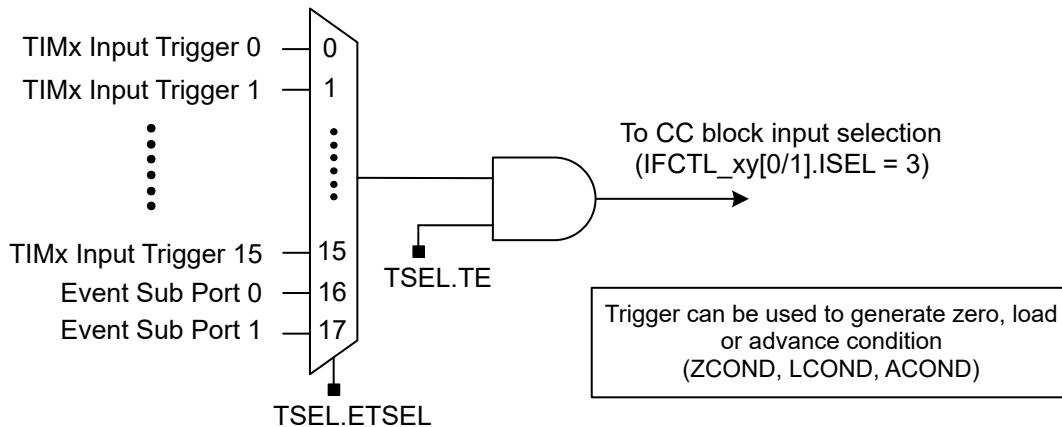 TIMx Input Trigger 0
0
TIMx Input Trigger 1
1
To CC block input selection
(IFCTL_xy[0/1].ISEL = 3)
TIMx Input Trigger 15
15
TSEL.TE
Event Sub Port 0
16
Event Sub Port 1
17
Trigger can be used to generate zero, load
or advance condition
(ZCOND, LCOND, ACOND)
TSEL.ETSEL